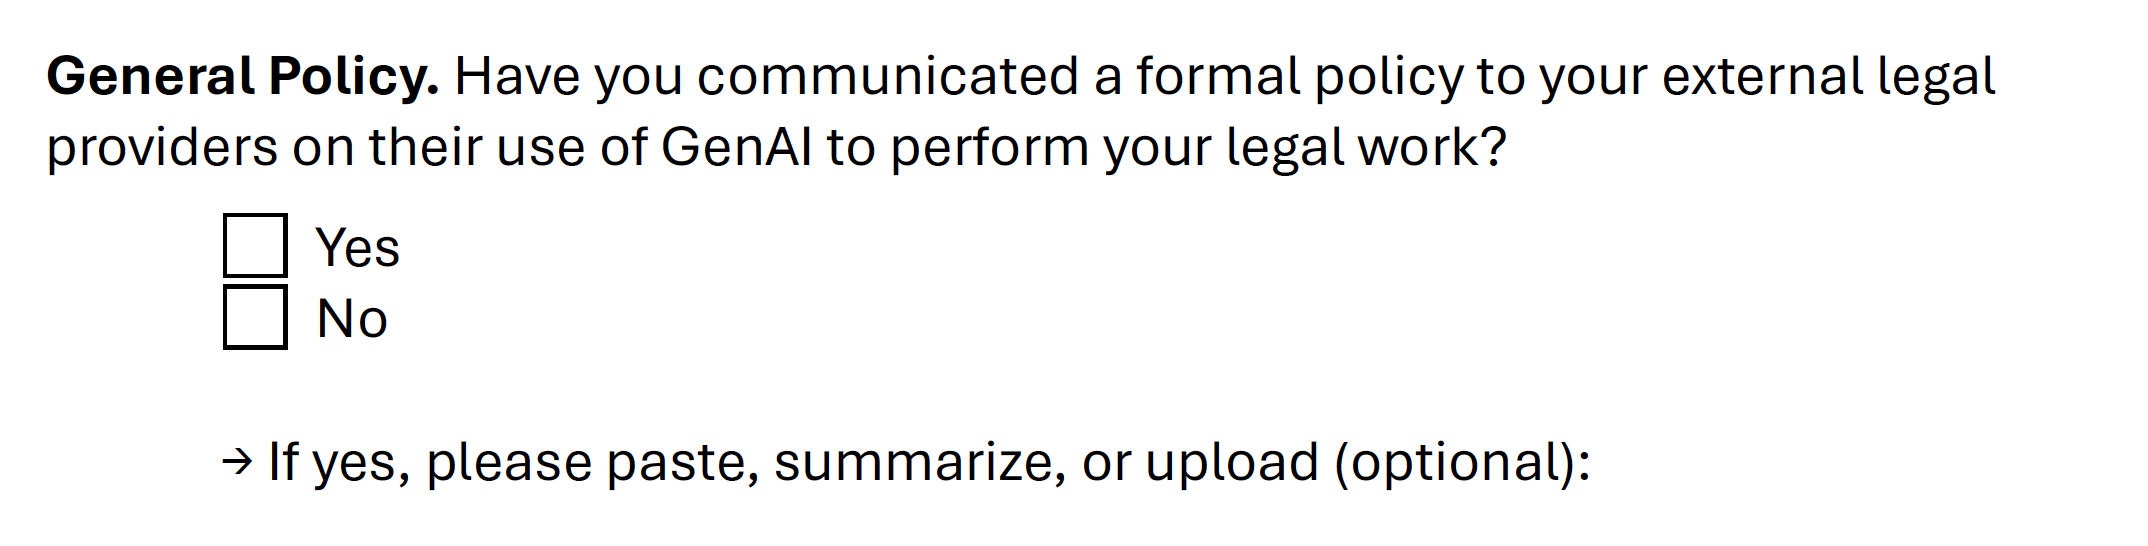 General Policy. Have you communicated a formal policy to your external legal
providers on their use of GenAI to perform your legal work?
Yes
No
→ If yes, please paste, summarize, or upload (optional):